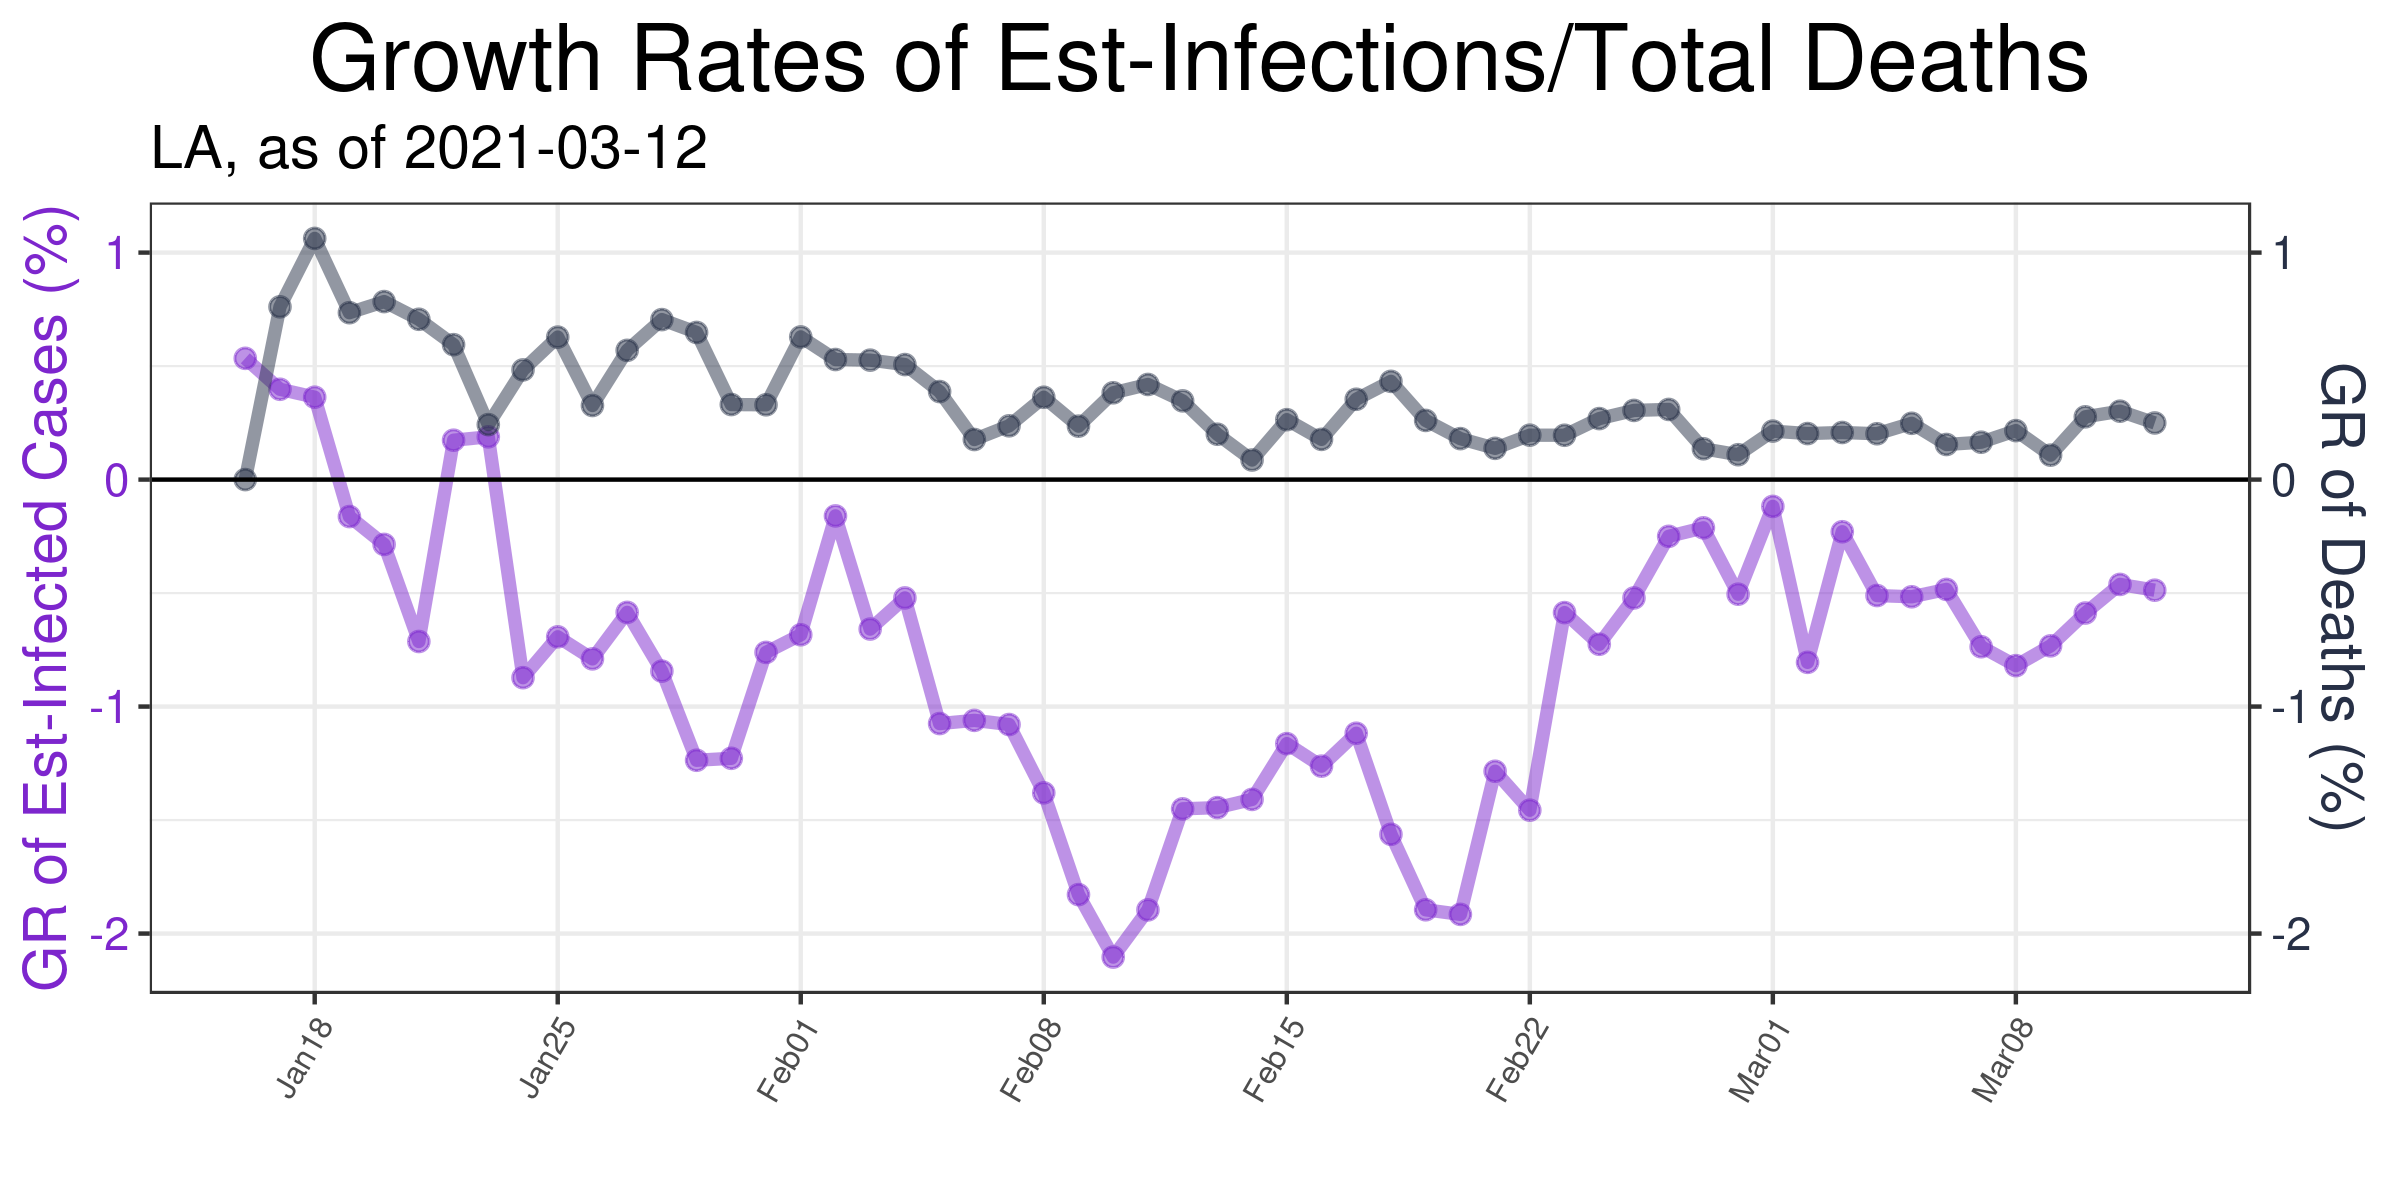 Growth Rates of Est-Infections/Total Deaths
LA, as of 2021-03-12
GR of Est-Infected Cases (%)
1
0
-1
-2
1
0
-1
-2
GR of Deaths (%)
Jan18
Jan25
Feb01
Feb08
Feb15
Feb22
Mar01
Mar08